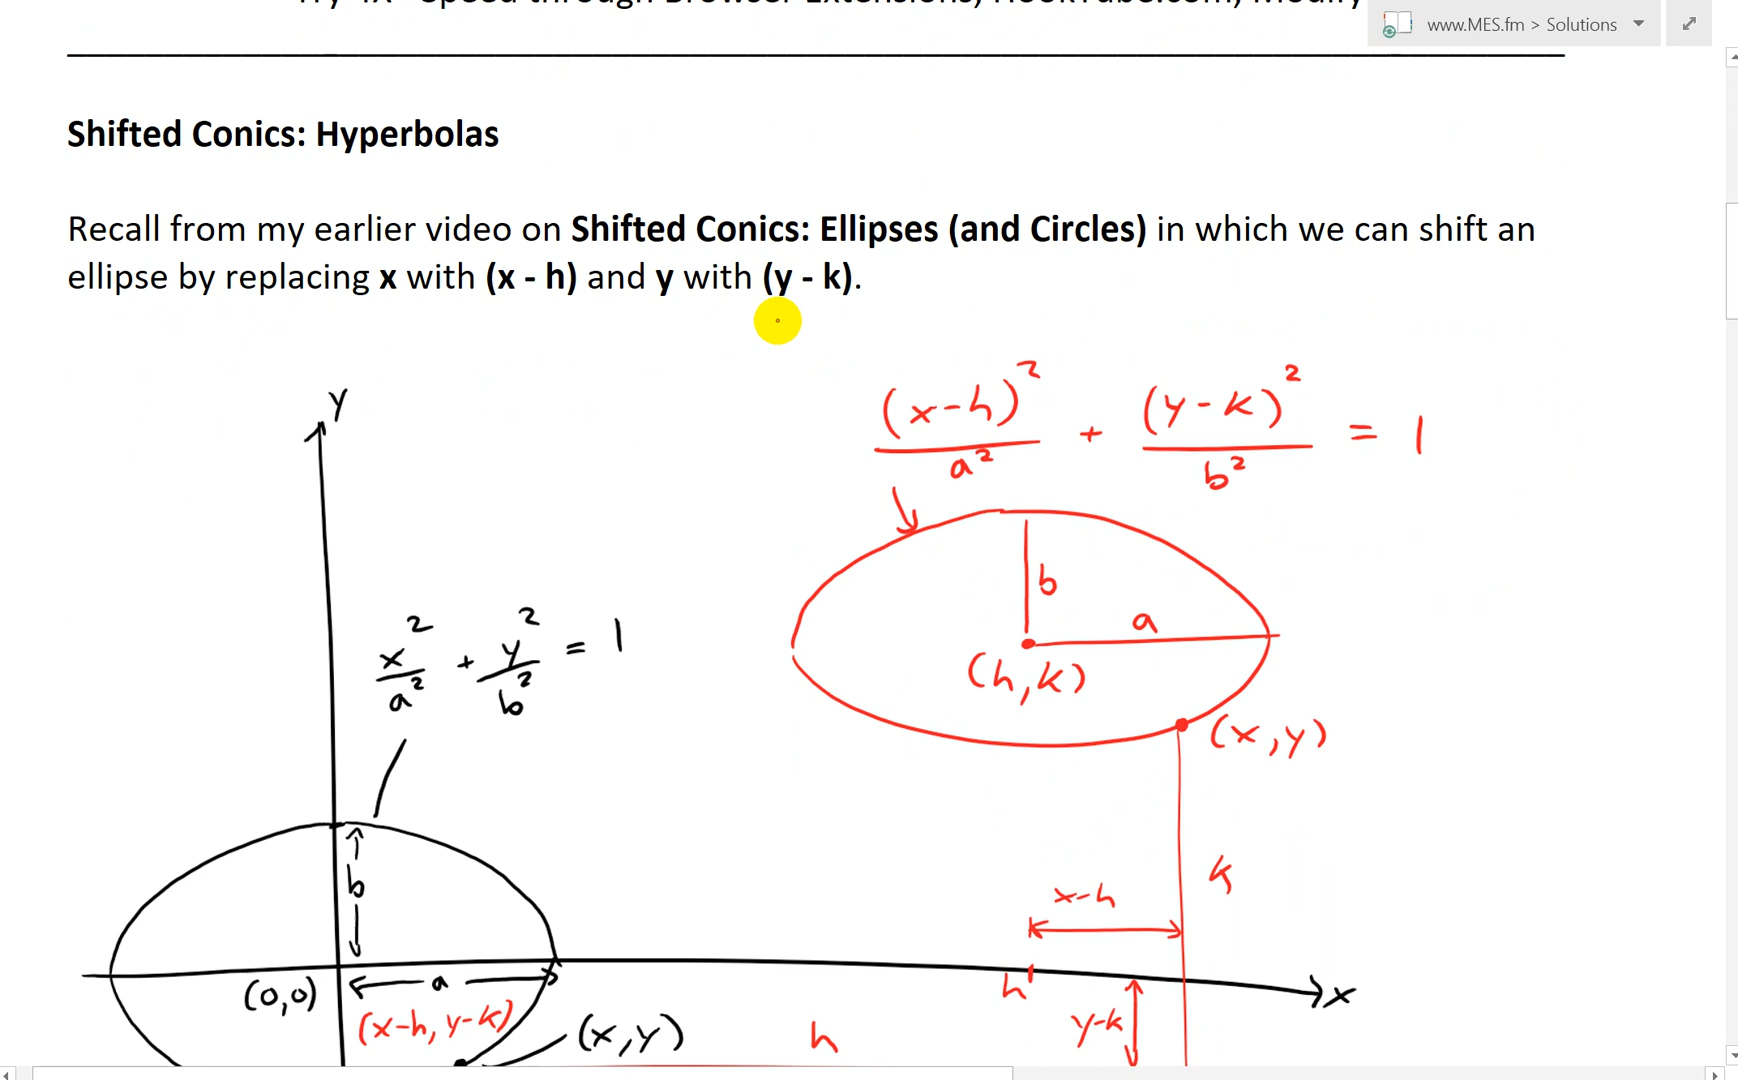 www.MES.fm > Solutions
Shifted Conics: Hyperbolas
Recall from my earlier video on Shifted Conics: Ellipses (and Circles) in which we can shift an
ellipse by replacing x with (x - h) and y with (y - k).
y
(x-h)²/a² + (y-k)²/b² = 1
b
a
(h,k)
x²/a² + y²/b² = 1
(x,y)
k
b
x-h
(0,0)
a
h
x
(x-h, y-k)
(x,y)
h
y-k